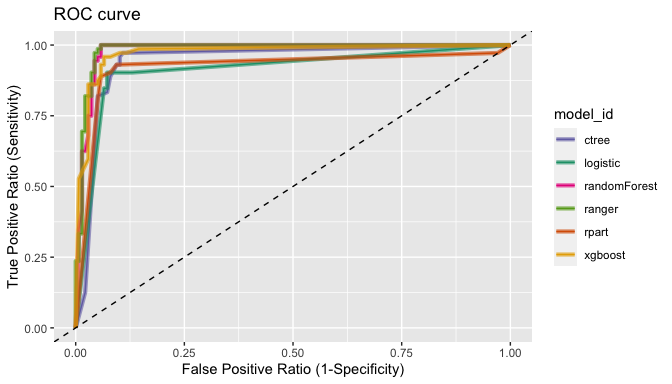 ROC curve
True Positive Ratio (Sensitivity)
1.00
0.75
0.50
0.25
0.00
0.00 0.25 0.50 0.75 1.00
False Positive Ratio (1-Specificity)
model_id
ctree
logistic
randomForest
ranger
rpart
xgboost